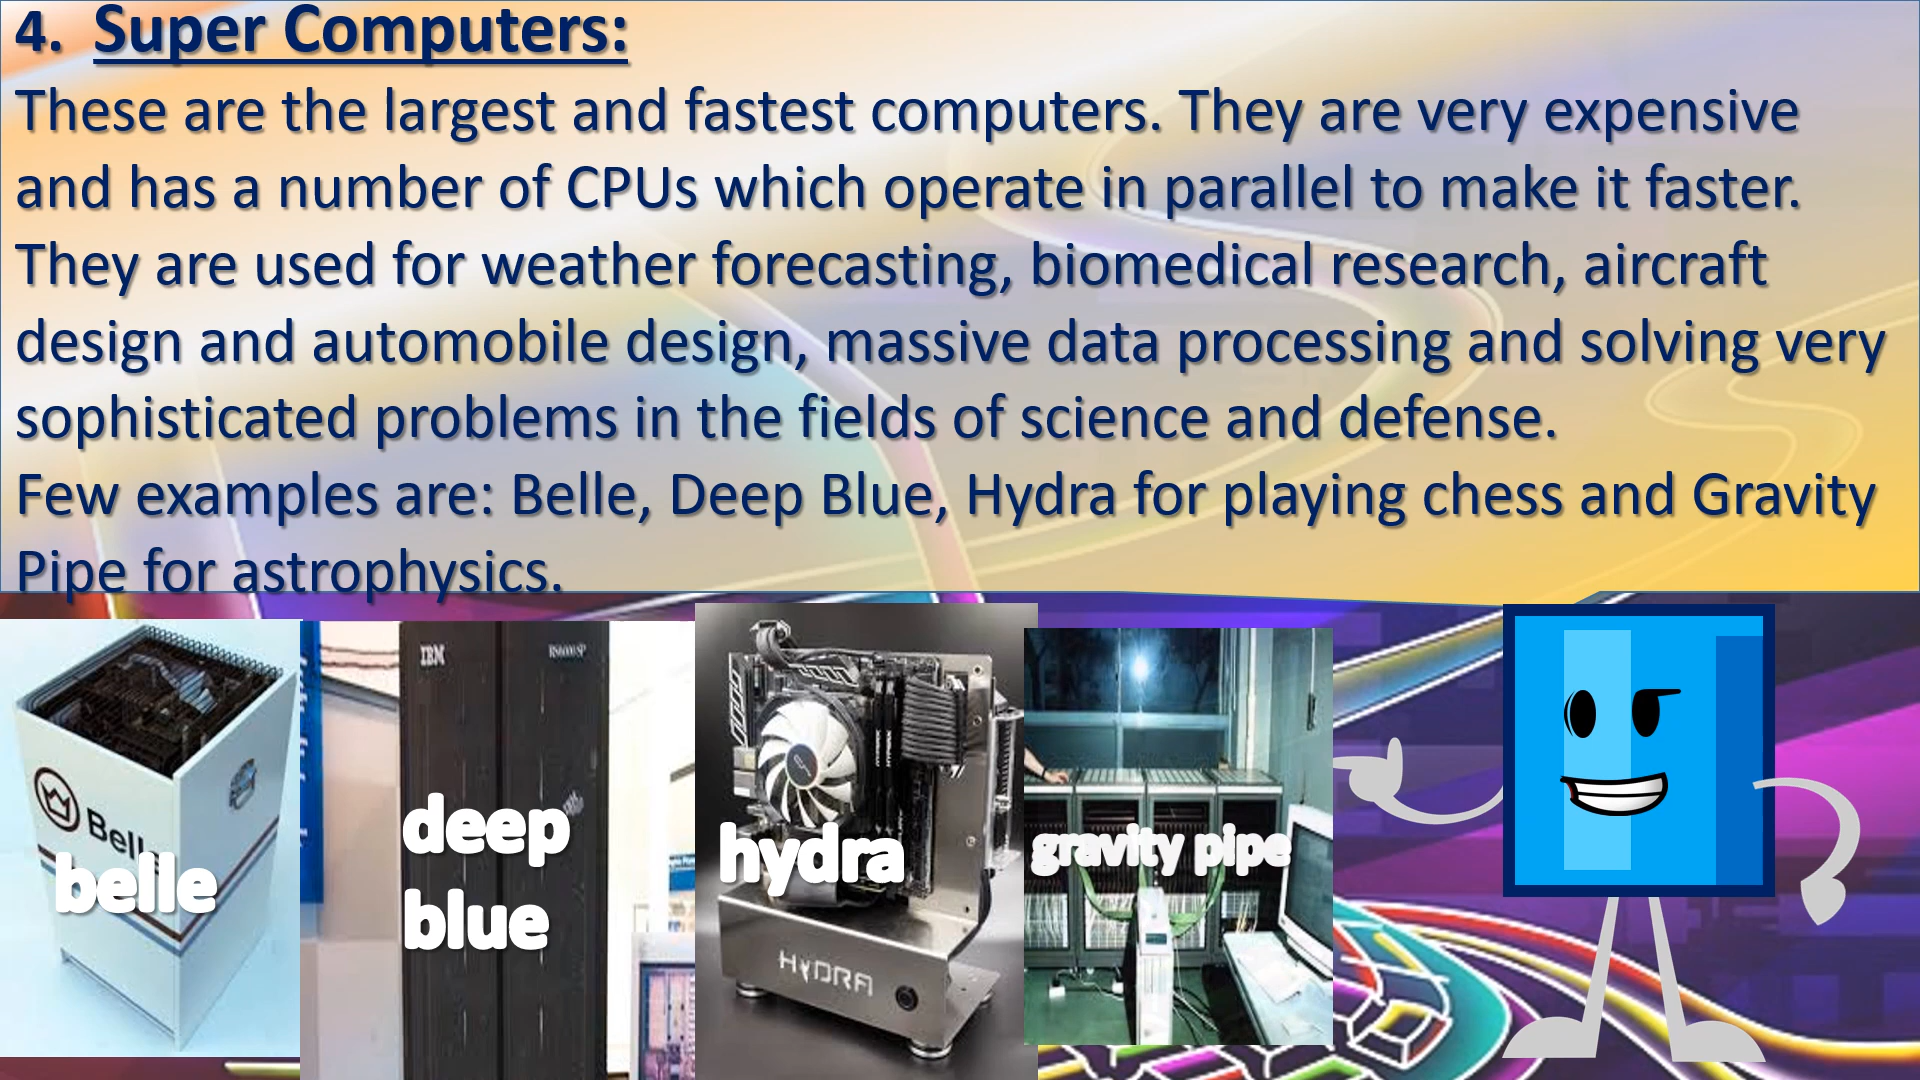 4. Super Computers:
These are the largest and fastest computers. They are very expensive
and has a number of CPUs which operate in parallel to make it faster.
They are used for weather forecasting, biomedical research, aircraft
design and automobile design, massive data processing and solving very
sophisticated problems in the fields of science and defense.
Few examples are: Belle, Deep Blue, Hydra for playing chess and Gravity
Pipe for astrophysics.
Belle
belle
IBM
RS6000 SP
deep
blue
hydra
HYDRA
gravity pipe